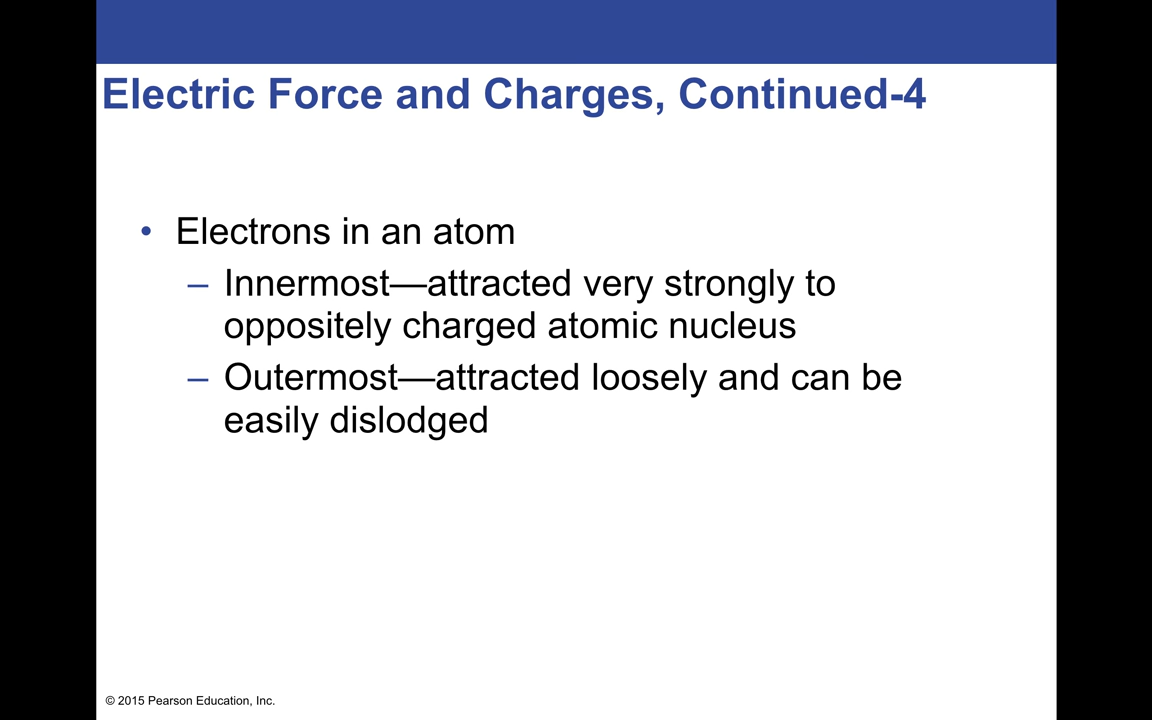 Electric Force and Charges, Continued-4
• Electrons in an atom
– Innermost—attracted very strongly to
oppositely charged atomic nucleus
– Outermost—attracted loosely and can be
easily dislodged
© 2015 Pearson Education, Inc.